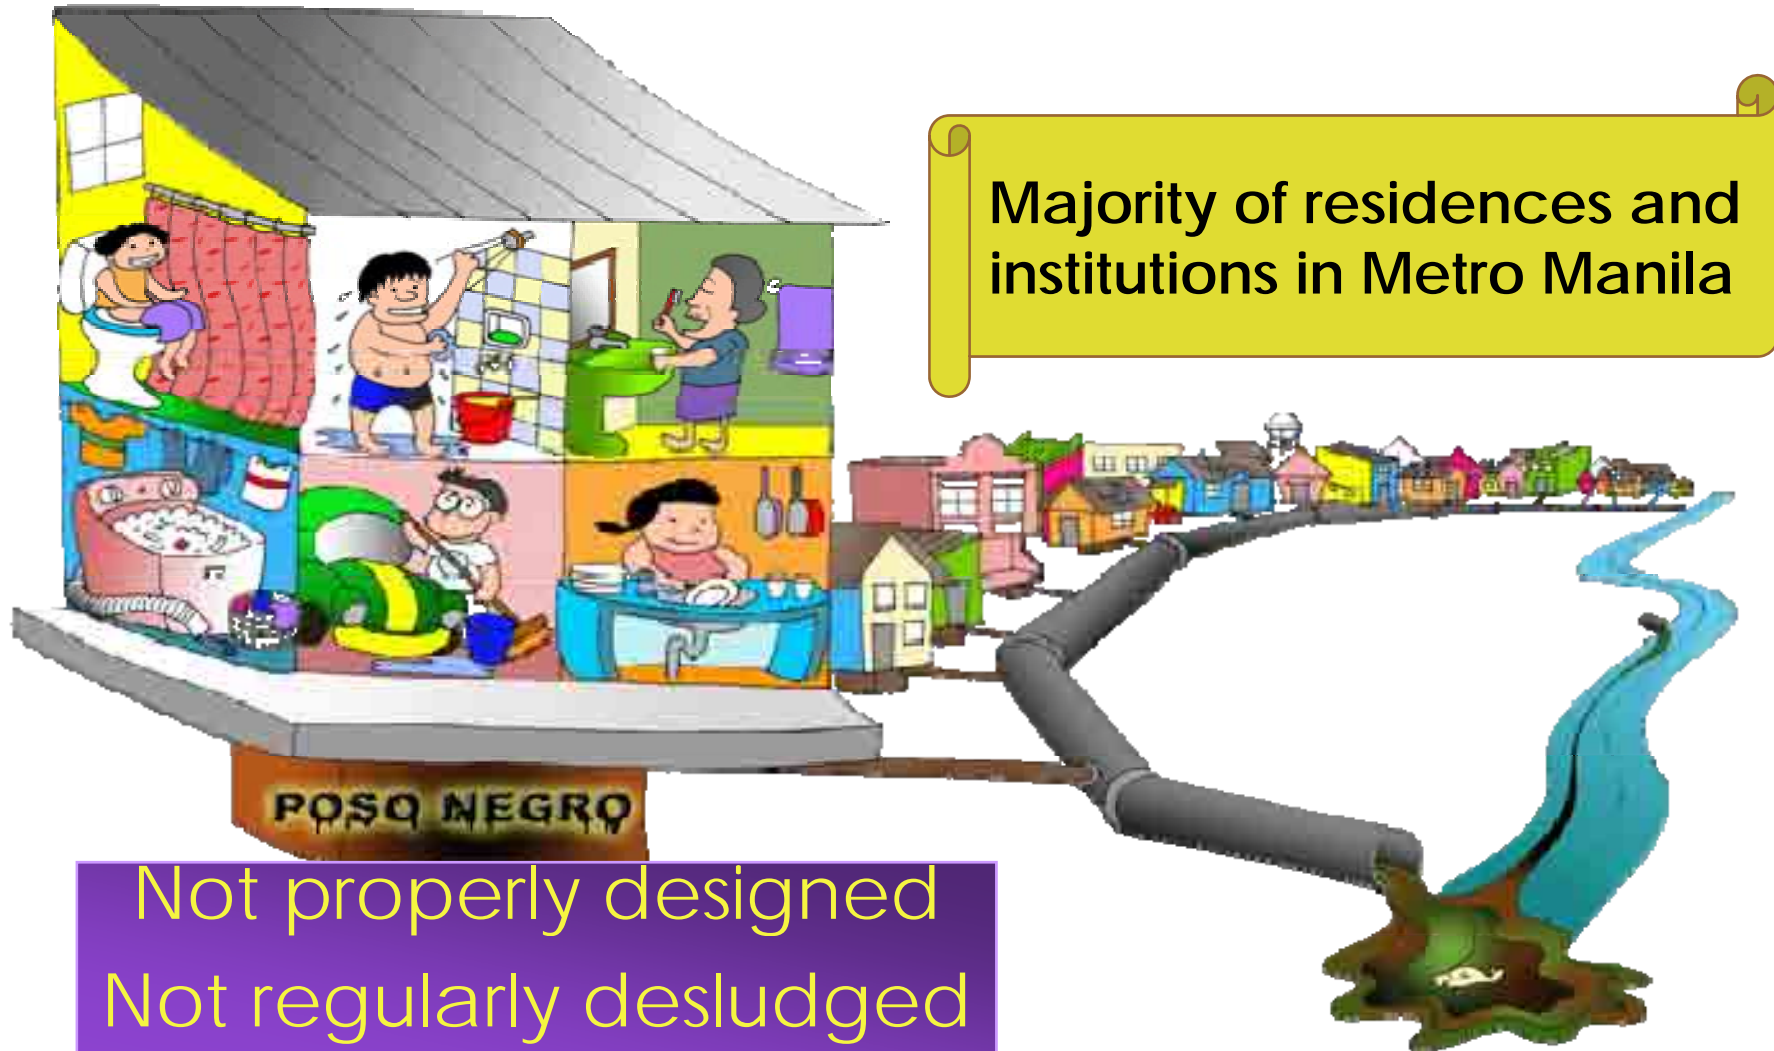 Majority of residences and
institutions in Metro Manila
POSO NEGRO
Not properly designed
Not regularly desludged